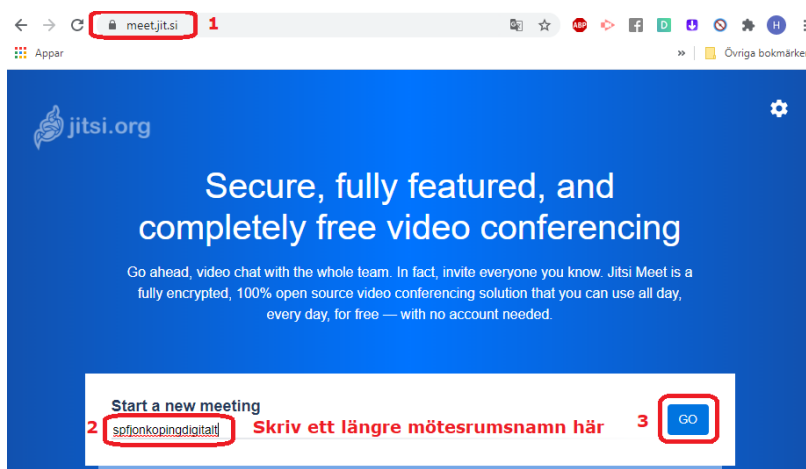 meet.jit.si 1
ABP
D
H
Appar
» Övriga bokmärken
jitsi.org
Secure, fully featured, and
completely free video conferencing
Go ahead, video chat with the whole team. In fact, invite everyone you know. Jitsi Meet is a
fully encrypted, 100% open source video conferencing solution that you can use all day,
every day, for free — with no account needed.
Start a new meeting
2 spfjonkopingdigitalt Skriv ett längre mötesrumsnamn här 3 GO